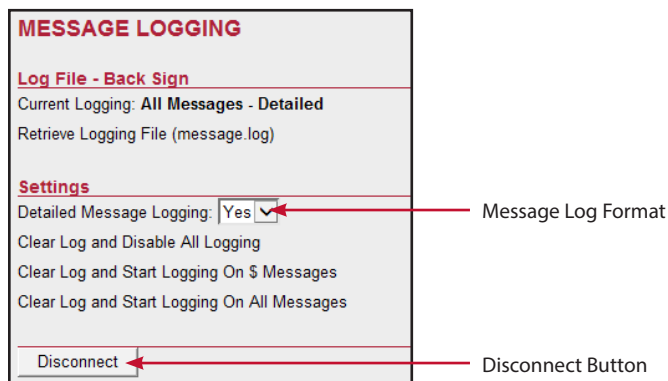 MESSAGE LOGGING
Log File - Back Sign
Current Logging: All Messages - Detailed
Retrieve Logging File (message.log)
Settings
Detailed Message Logging: Yes
Message Log Format
Clear Log and Disable All Logging
Clear Log and Start Logging On $ Messages
Clear Log and Start Logging On All Messages
Disconnect
Disconnect Button